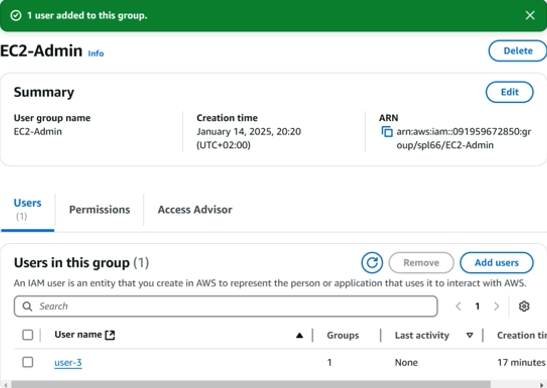 1 user added to this group.
EC2-Admin Info
Delete
Summary
Edit
User group name
EC2-Admin
Creation time
January 14, 2025, 20:20
(UTC+02:00)
ARN
arn:aws:iam::091959672850:gr
oup/spl66/EC2-Admin
Users
(1)
Permissions
Access Advisor
Users in this group (1)
Remove
Add users
An IAM user is an entity that you create in AWS to represent the person or application that uses it to interact with AWS.
Search
1
User name
Groups
Last activity
Creation tir
user-3
1
None
17 minutes